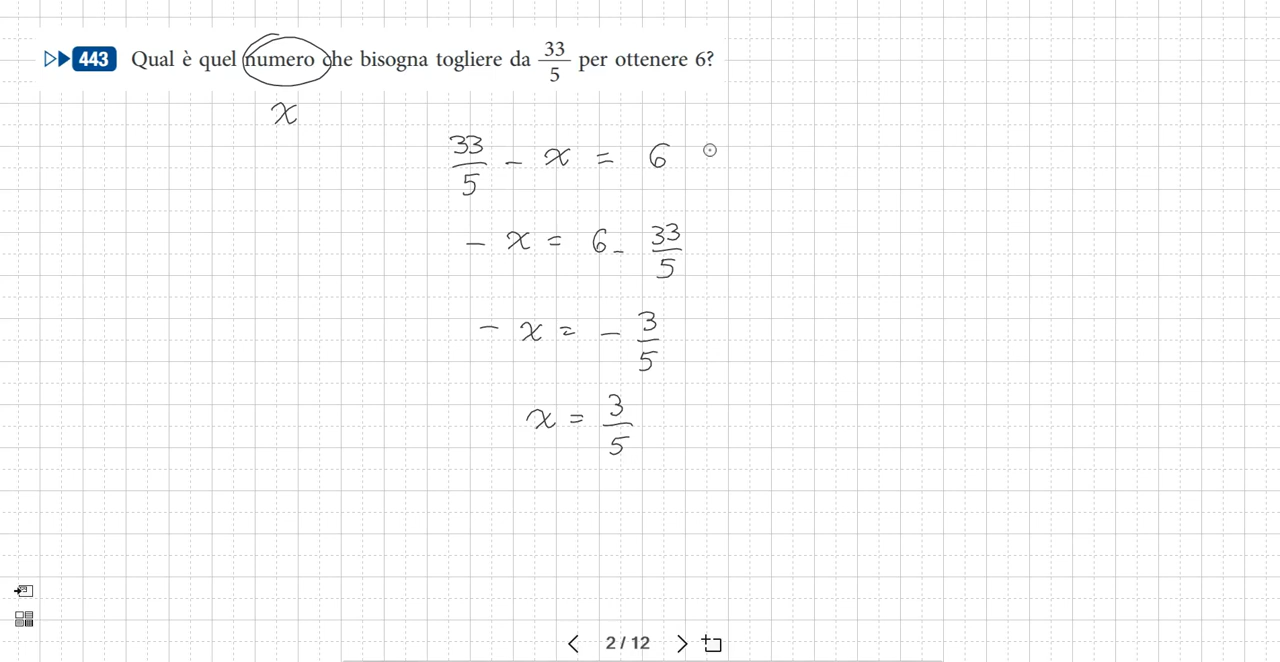 443 Qual è quel numero che bisogna togliere da 33/5 per ottenere 6?
x
33/5 - x = 6
- x = 6 - 33/5
- x = - 3/5
x = 3/5
2 / 12